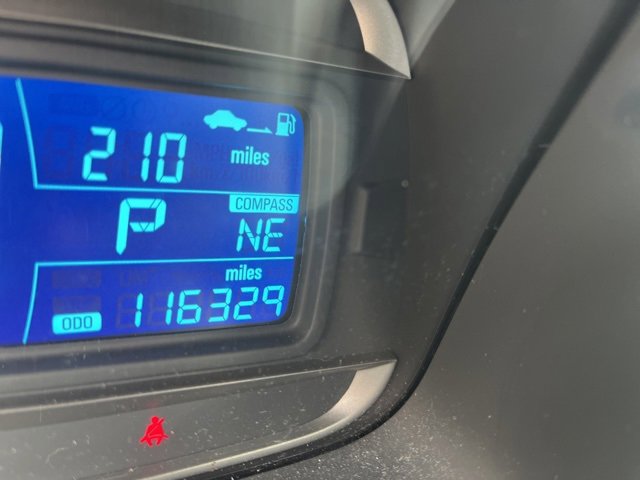 210 miles
COMPASS
P NE
miles
ODO 116329